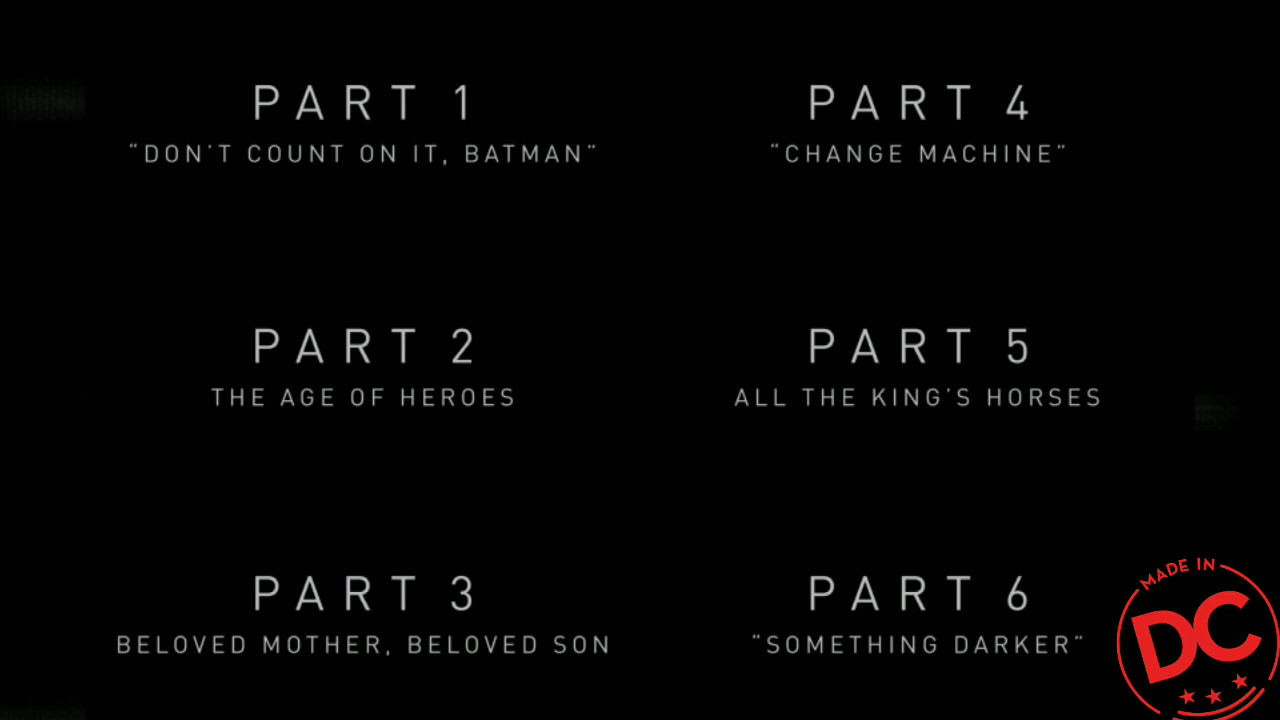 PART 1
“DON’T COUNT ON IT, BATMAN”
PART 2
THE AGE OF HEROES
PART 3
BELOVED MOTHER, BELOVED SON
PART 4
“CHANGE MACHINE”
PART 5
ALL THE KING’S HORSES
PART 6
“SOMETHING DARKER”
MADE IN
DC